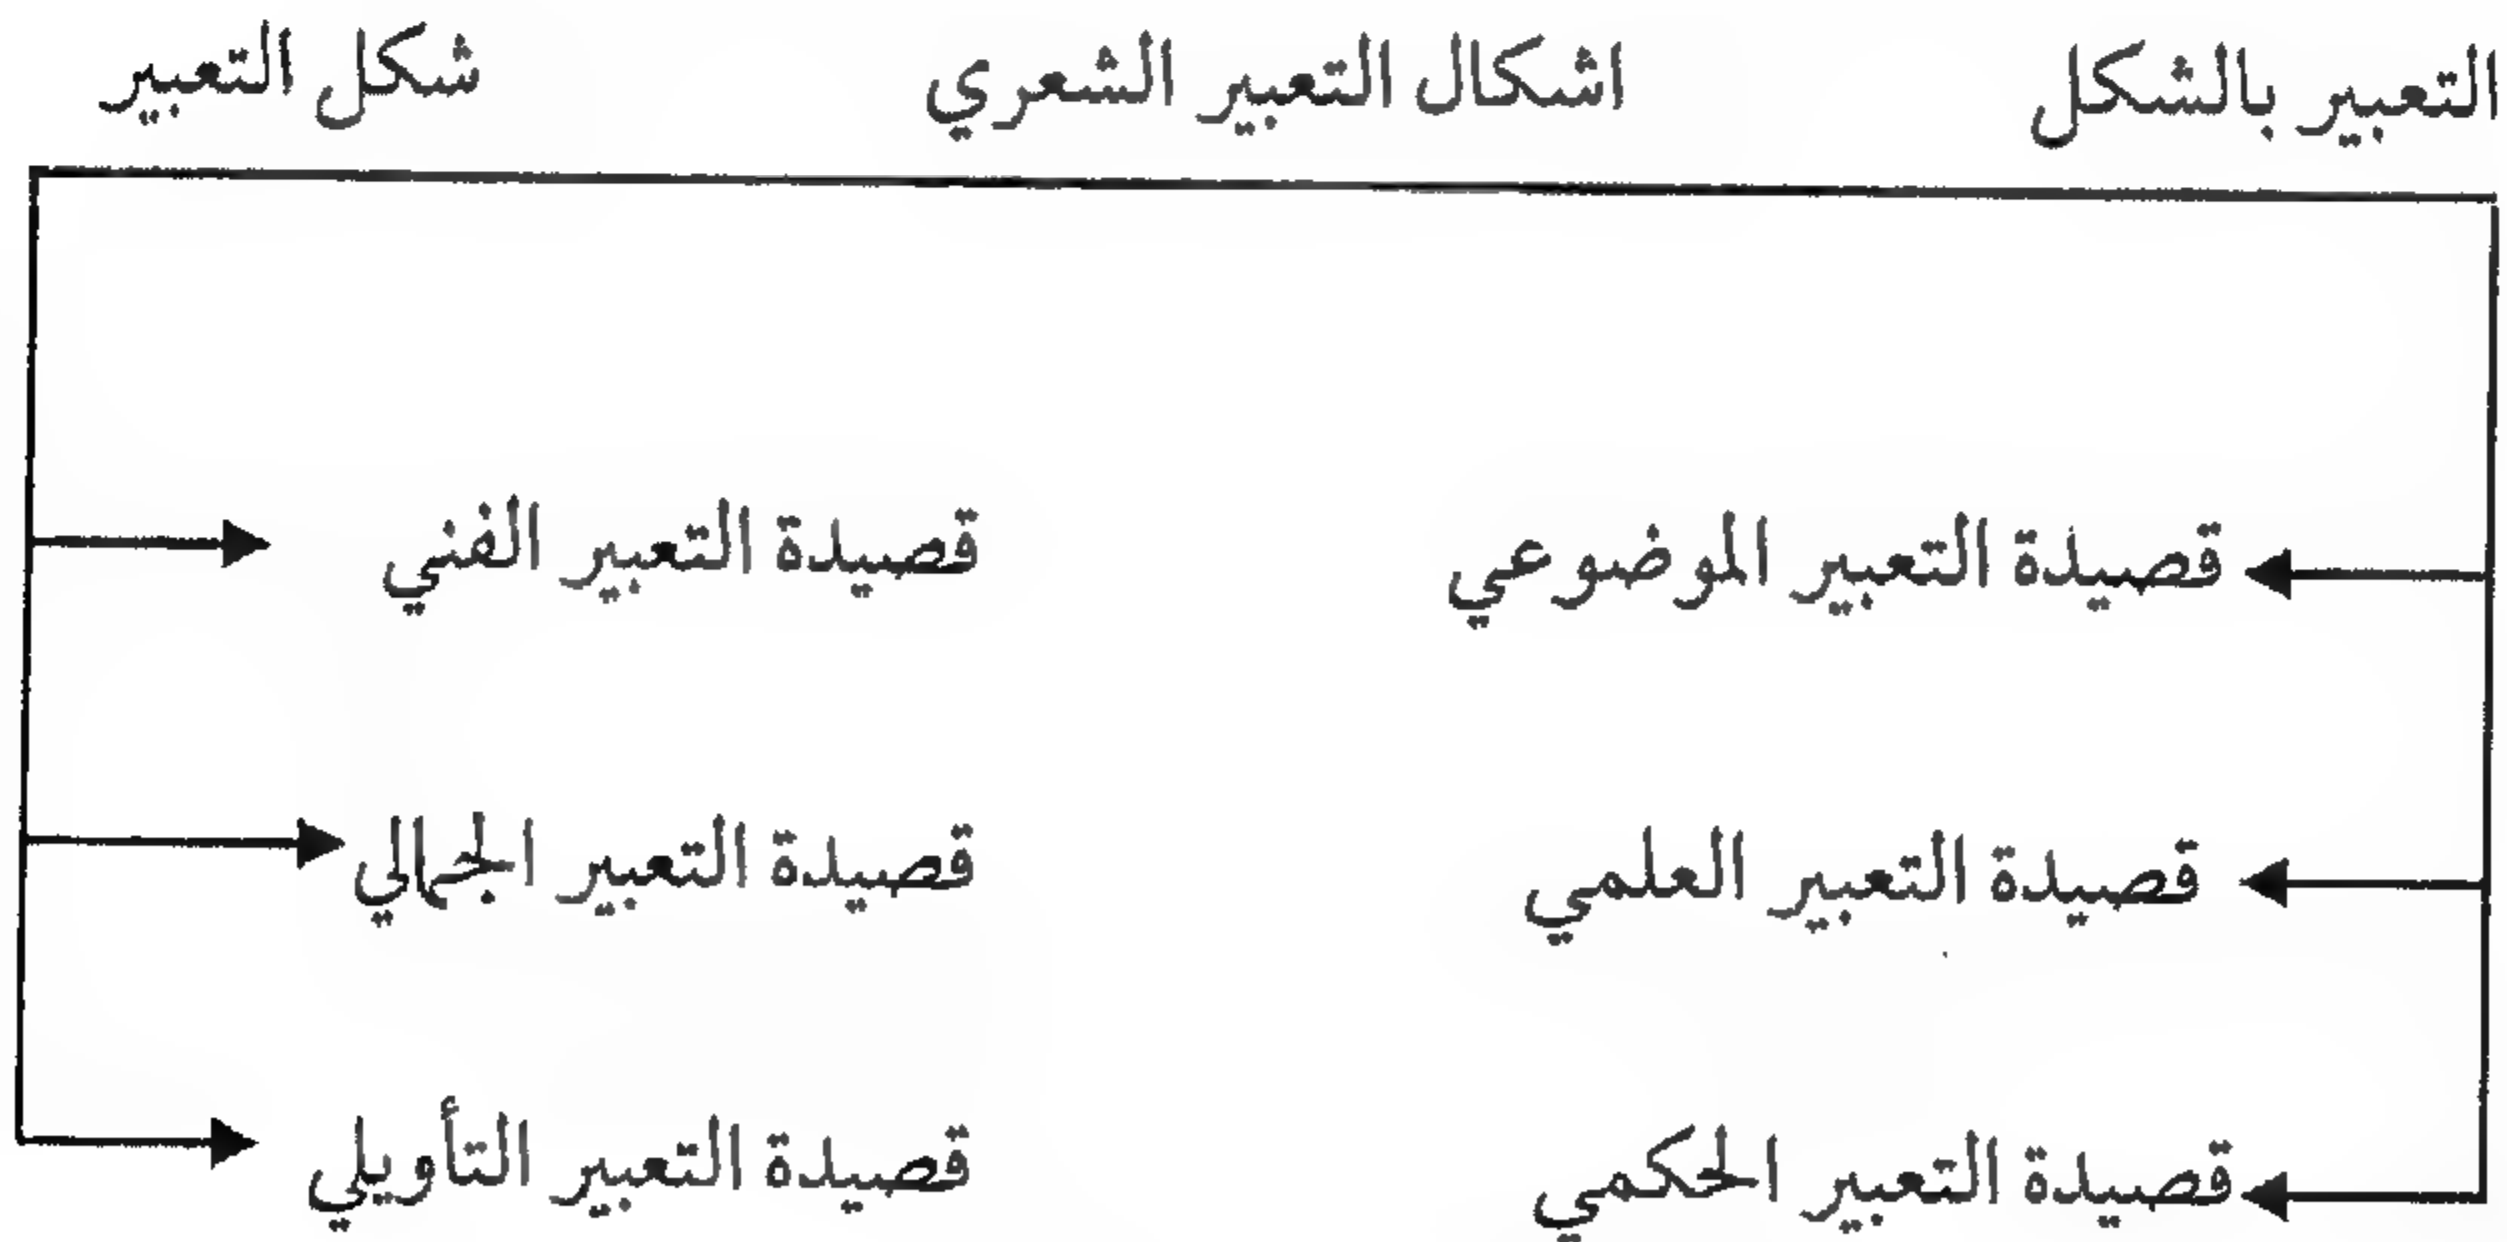 التعبير بالشكل
اشكال التعبير الشعري
شكل التعبير
قصيدة التعبير الموضوعي
قصيدة التعبير الفني
قصيدة التعبير العلمي
قصيدة التعبير الجمالي
قصيدة التعبير الحكمي
قصيدة التعبير التأويلي